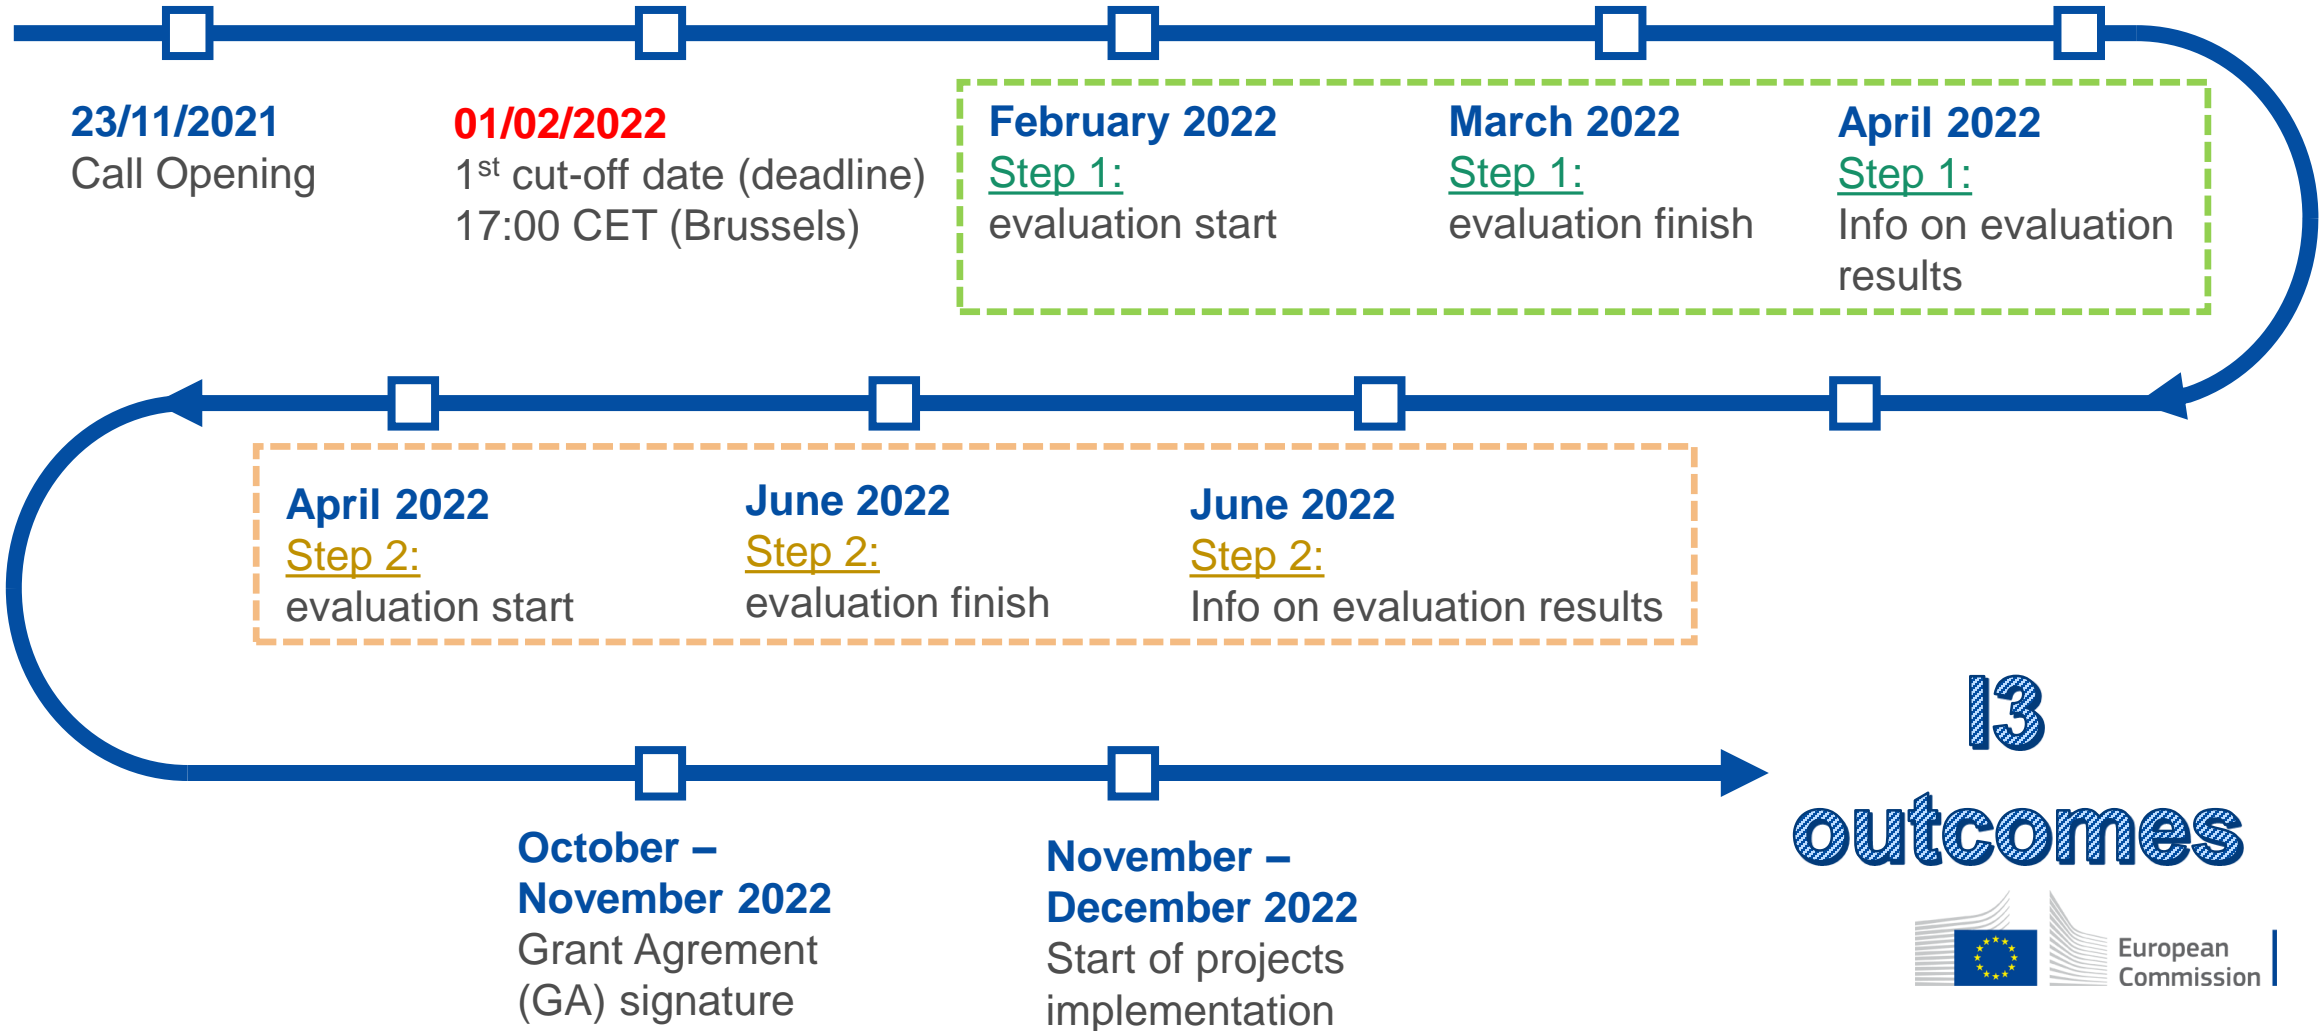 23/11/2021
Call Opening
01/02/2022
1st cut-off date (deadline)
17:00 CET (Brussels)
February 2022
Step 1:
evaluation start
March 2022
Step 1:
evaluation finish
April 2022
Step 1:
Info on evaluation
results
April 2022
Step 2:
evaluation start
June 2022
Step 2:
evaluation finish
June 2022
Step 2:
Info on evaluation results
October –
November 2022
Grant Agrement
(GA) signature
November –
December 2022
Start of projects
implementation
I3
outcomes
European
Commission